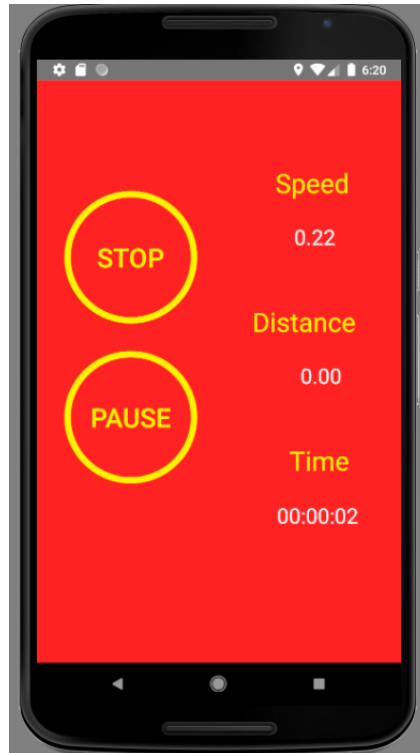 6:20
Speed
0.22
STOP
Distance
0.00
PAUSE
Time
00:00:02